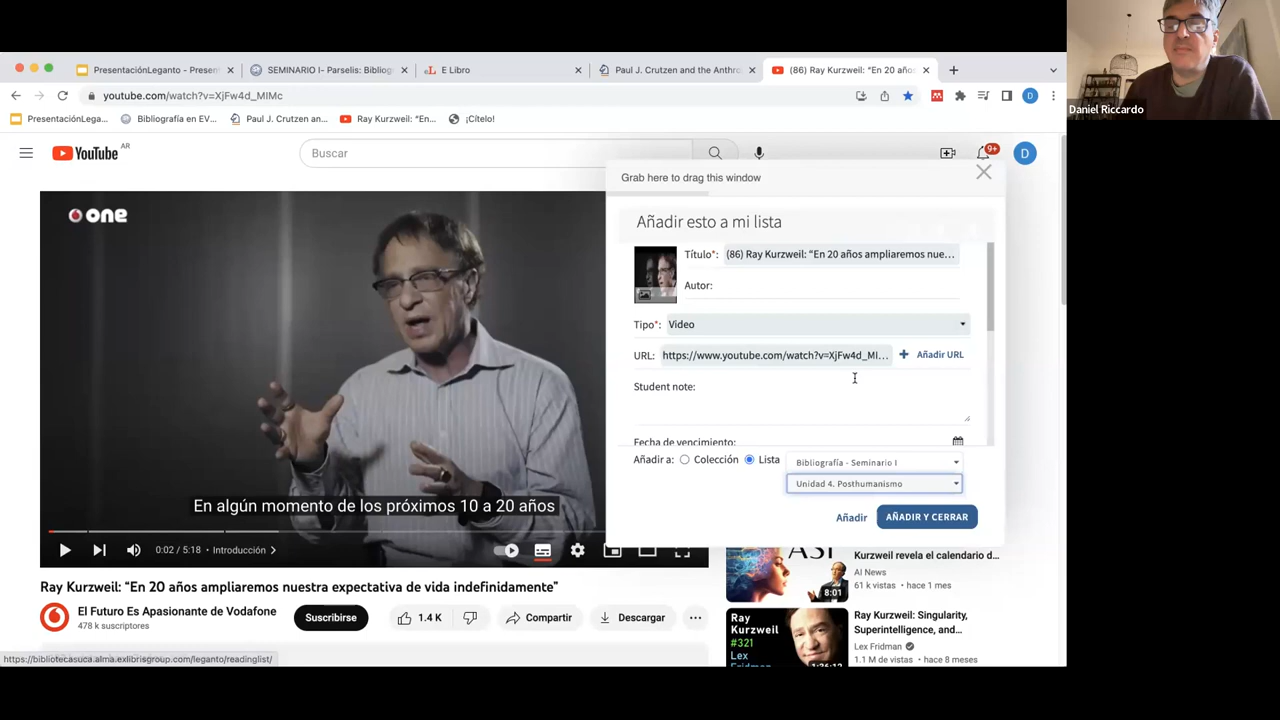 PresentaciónLeganto - Presen
SEMINARIO I- Parselis: Bibliog
E Libro
Paul J. Crutzen and the Anthro
(86) Ray Kurzweil: "En 20 años
Daniel Riccardo
youtube.com/watch?v=XjFw4d_MIMc
D
PresentaciónLega...
Bibliografía en EV...
Paul J. Crutzen an...
Ray Kurzweil: "En...
¡Cítelo!
YouTube AR
Buscar
9+
D
Grab here to drag this window
one
Añadir esto a mi lista
Título*: (86) Ray Kurzweil: "En 20 años ampliaremos nue...
Autor:
Tipo*: Video
URL: https://www.youtube.com/watch?v=XjFw4d_MI...
Añadir URL
Student note:
Fecha de vencimiento:
Añadir a: Colección Lista
Bibliografía - Seminario I
Unidad 4. Posthumanismo
Añadir
AÑADIR Y CERRAR
En algún momento de los próximos 10 a 20 años
0:02 / 5:18 • Introducción
Ray Kurzweil: “En 20 años ampliaremos nuestra expectativa de vida indefinidamente”
El Futuro Es Apasionante de Vodafone
478 k suscriptores
Suscribirse
1.4 K
Compartir
Descargar
Kurzweil revela el calendario d...
AI News
61 k vistas • hace 1 mes
8:01
Ray Kurzweil: Singularity,
Superintelligence, and...
Lex Fridman
1.1 M de vistas • hace 8 meses
Ray
Kurzweil
#321
Lex
Fridman
https://bibliotecasuca.alma.exlibrisgroup.com/leganto/readinglist/